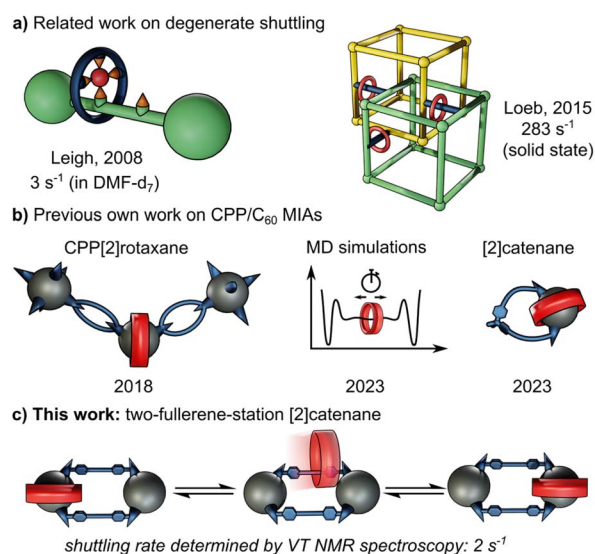 a) Related work on degenerate shuttling
Leigh, 2008
3 s⁻¹ (in DMF-d₇)
Loeb, 2015
283 s⁻¹
(solid state)
b) Previous own work on CPP/C₆₀ MIAs
CPP[2]rotaxane
MD simulations
[2]catenane
2018
2023
2023
c) This work: two-fullerene-station [2]catenane
shuttling rate determined by VT NMR spectroscopy: 2 s⁻¹